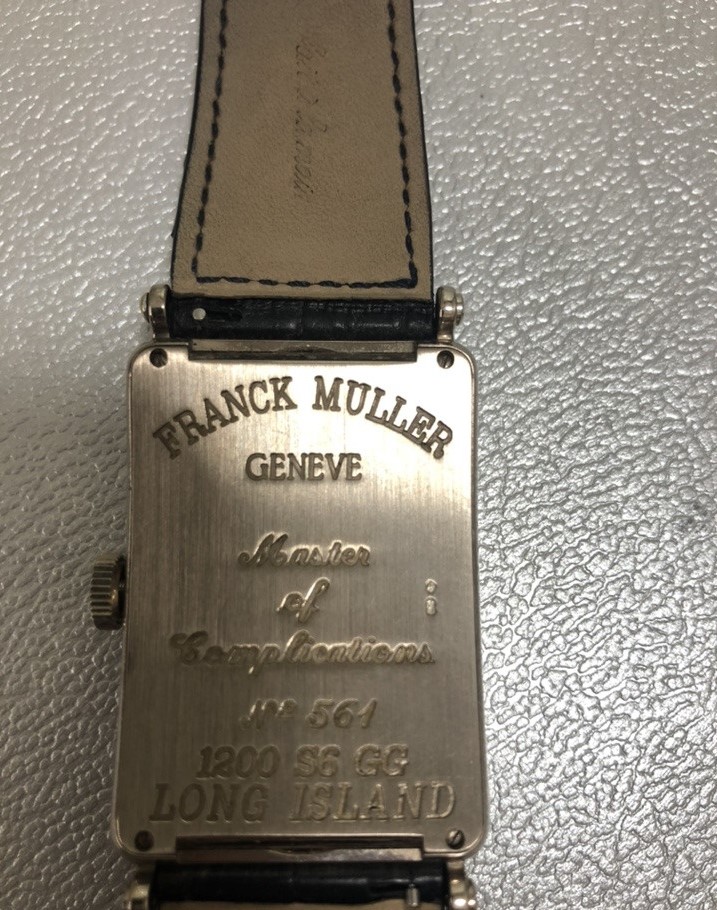 FRANCK MULLER
GENEVE
Master
of
Complications
Nº 561
1200 S6 GG
LONG ISLAND